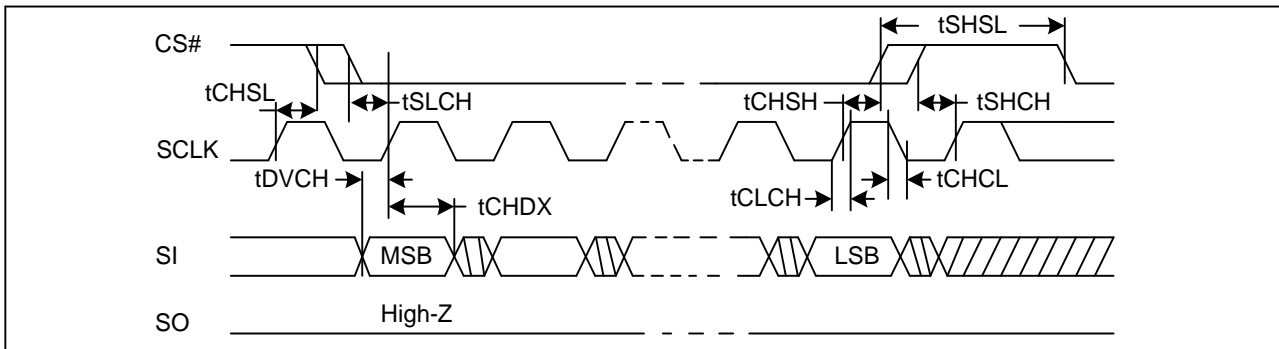 tSHSL
CS#
tCHSL
tSLCH
tCHSH
tSHCH
SCLK
tDVCH
tCHDX
tCLCH
tCHCL
SI
MSB
LSB
SO
High-Z